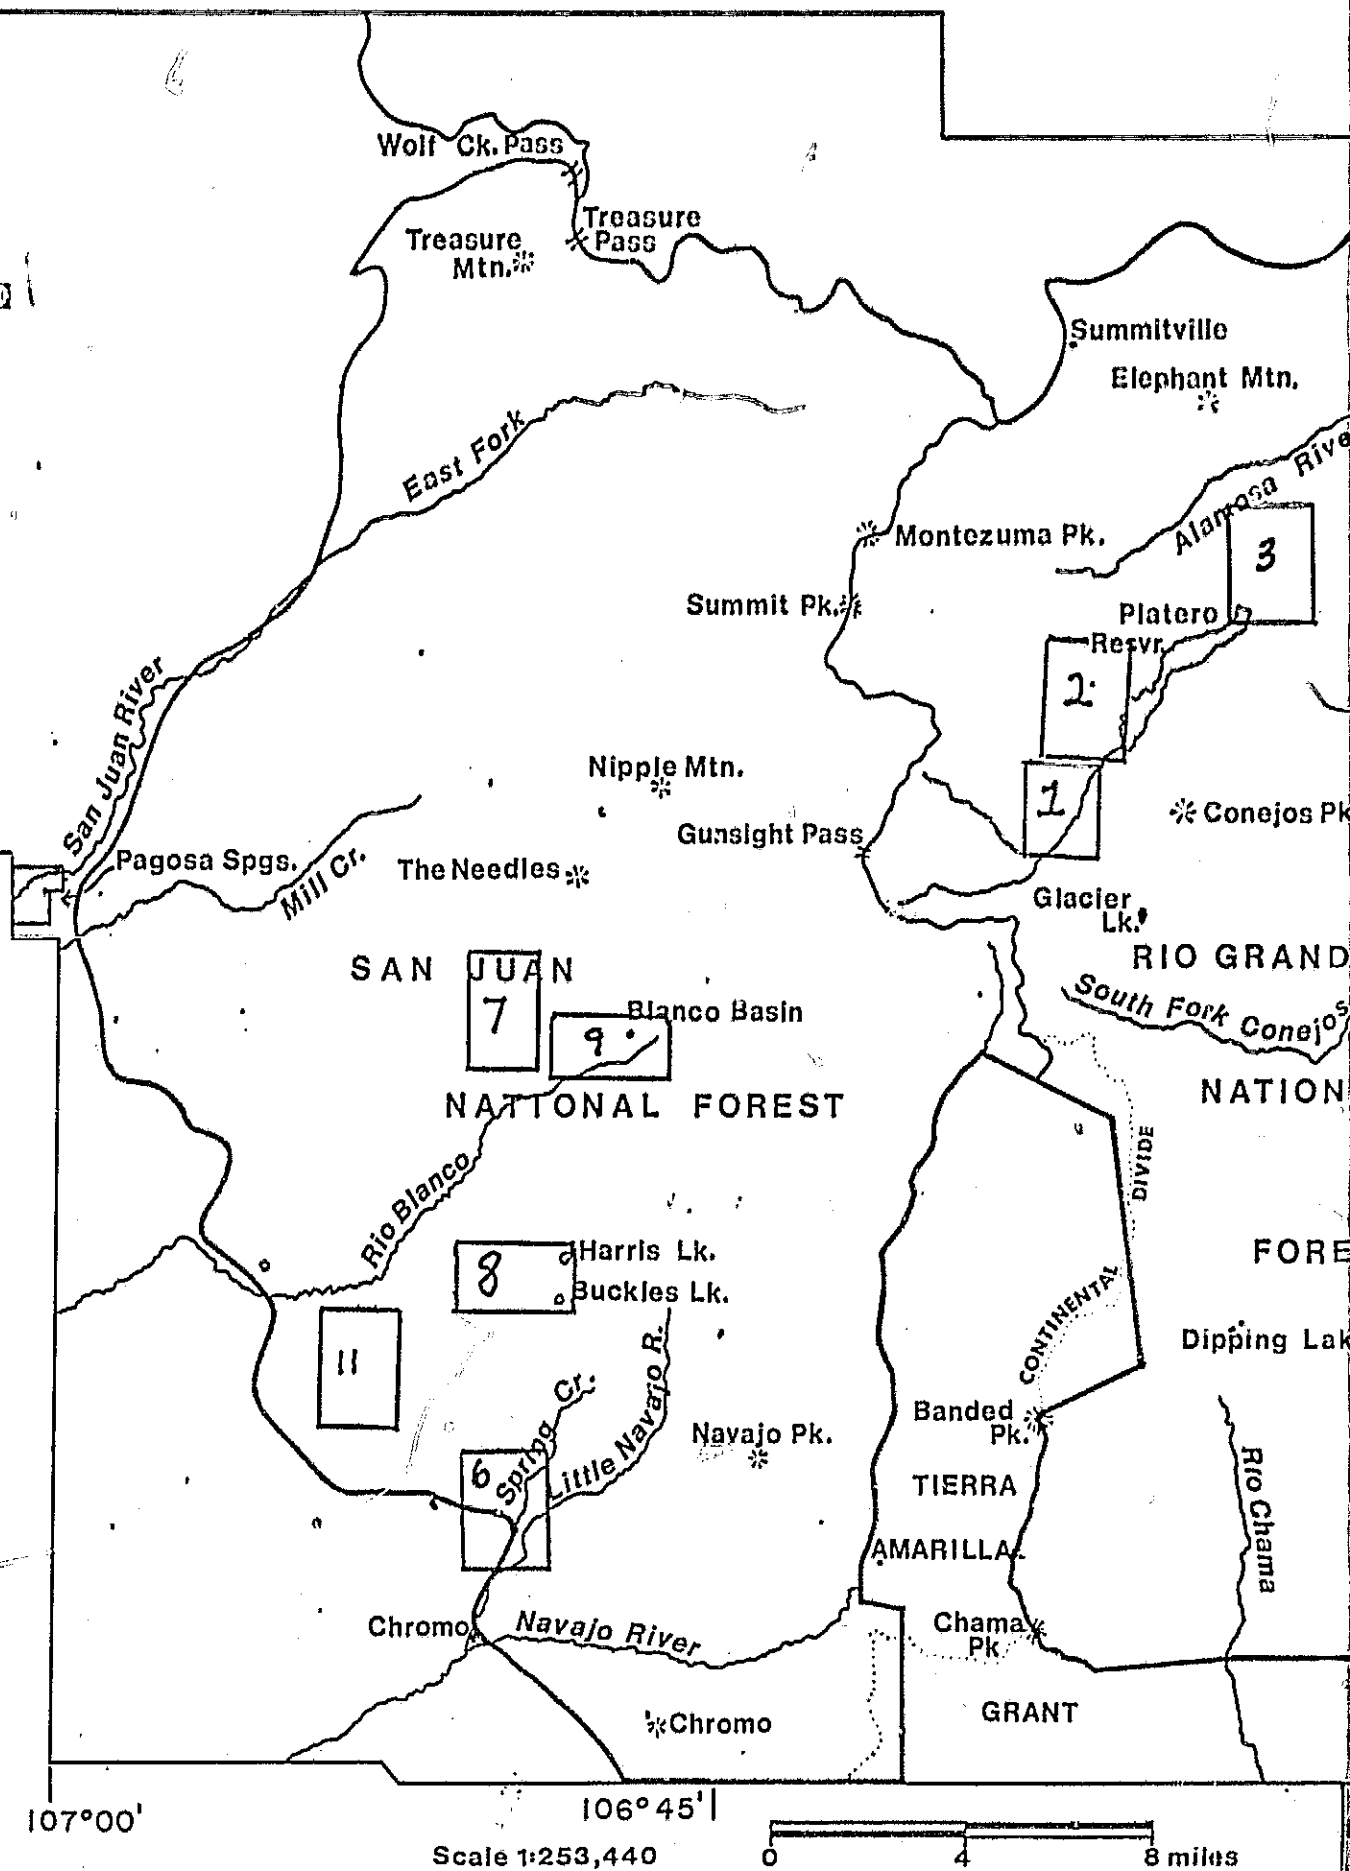 Wolf Ck. Pass
Treasure
Pass
Treasure
Mtn.
Summitville
Elephant Mtn.
East Fork
Alamosa Rive
Montezuma Pk.
3
Summit Pk.
Platero
Resvr.
2
San Juan River
Nipple Mtn.
1
Conejos Pk
Gunsight Pass
Pagosa Spgs.
Mill Cr.
The Needles
Glacier
Lk.
SAN JUAN
RIO GRAND
7
South Fork Conejos
Blanco Basin
9
NATIONAL FOREST
NATION
DIVIDE
Rio Blanco
Harris Lk.
8
Buckles Lk.
FORE
CONTINENTAL
Dipping Lak
11
Spring Cr.
Little Navajo R.
Banded
Pk.
Navajo Pk.
6
TIERRA
Rio Chama
AMARILLA
Chromo
Navajo River
Chama
Pk
GRANT
Chromo
107°00'
106°45'
Scale 1:253,440
0 4 8 miles